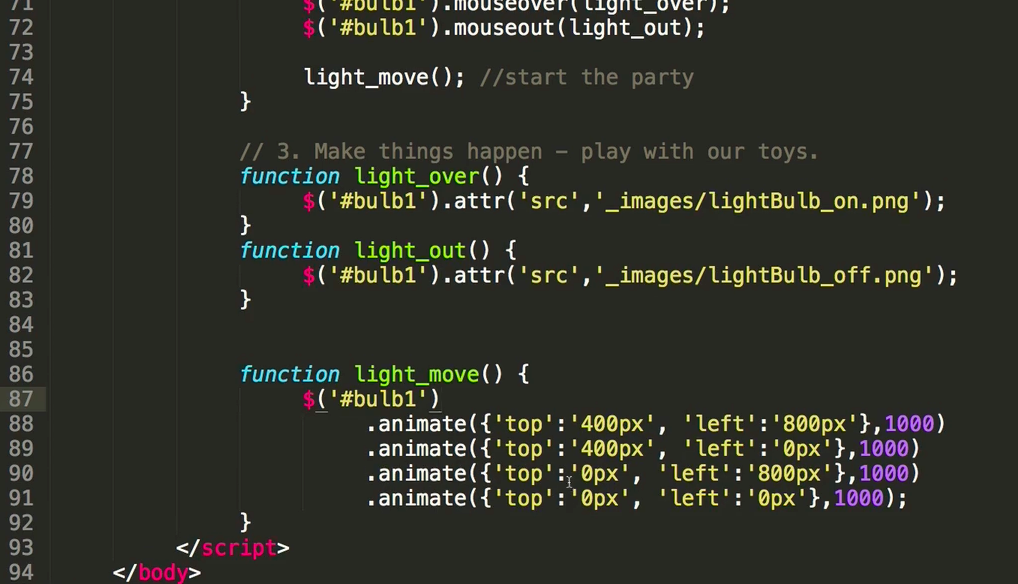 71 $('#bulb1').mouseover(light_over);
72 $('#bulb1').mouseout(light_out);
73
74 light_move(); //start the party
75 }
76
77 // 3. Make things happen – play with our toys.
78 function light_over() {
79 $('#bulb1').attr('src','_images/lightBulb_on.png');
80 }
81 function light_out() {
82 $('#bulb1').attr('src','_images/lightBulb_off.png');
83 }
84
85
86 function light_move() {
87 $('#bulb1')
88 .animate({'top':'400px', 'left':'800px'},1000)
89 .animate({'top':'400px', 'left':'0px'},1000)
90 .animate({'top':'0px', 'left':'800px'},1000)
91 .animate({'top':'0px', 'left':'0px'},1000);
92 }
93 </script>
94 </body>